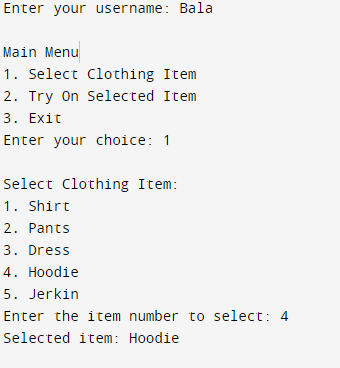 Enter your username: Bala
Main Menu
1. Select Clothing Item
2. Try On Selected Item
3. Exit
Enter your choice: 1
Select Clothing Item:
1. Shirt
2. Pants
3. Dress
4. Hoodie
5. Jerkin
Enter the item number to select: 4
Selected item: Hoodie